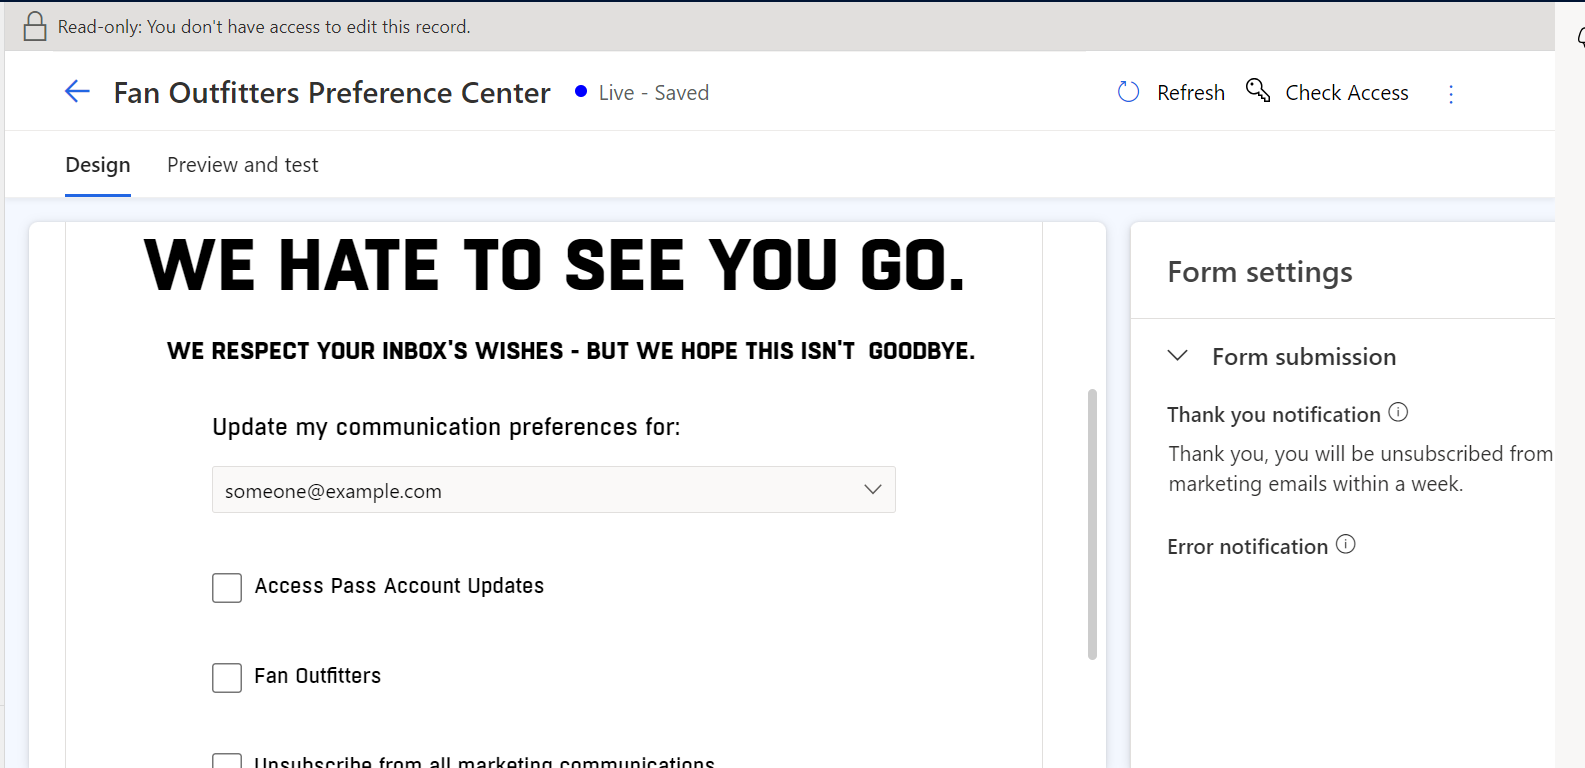 Read-only: You don't have access to edit this record.
Fan Outfitters Preference Center
Live - Saved
Refresh
Check Access
Design
Preview and test
WE HATE TO SEE YOU GO.
WE RESPECT YOUR INBOX'S WISHES - BUT WE HOPE THIS ISN'T GOODBYE.
Update my communication preferences for:
someone@example.com
Access Pass Account Updates
Fan Outfitters
Unsubscribe from all marketing communications
Form settings
Form submission
Thank you notification
Thank you, you will be unsubscribed from
marketing emails within a week.
Error notification